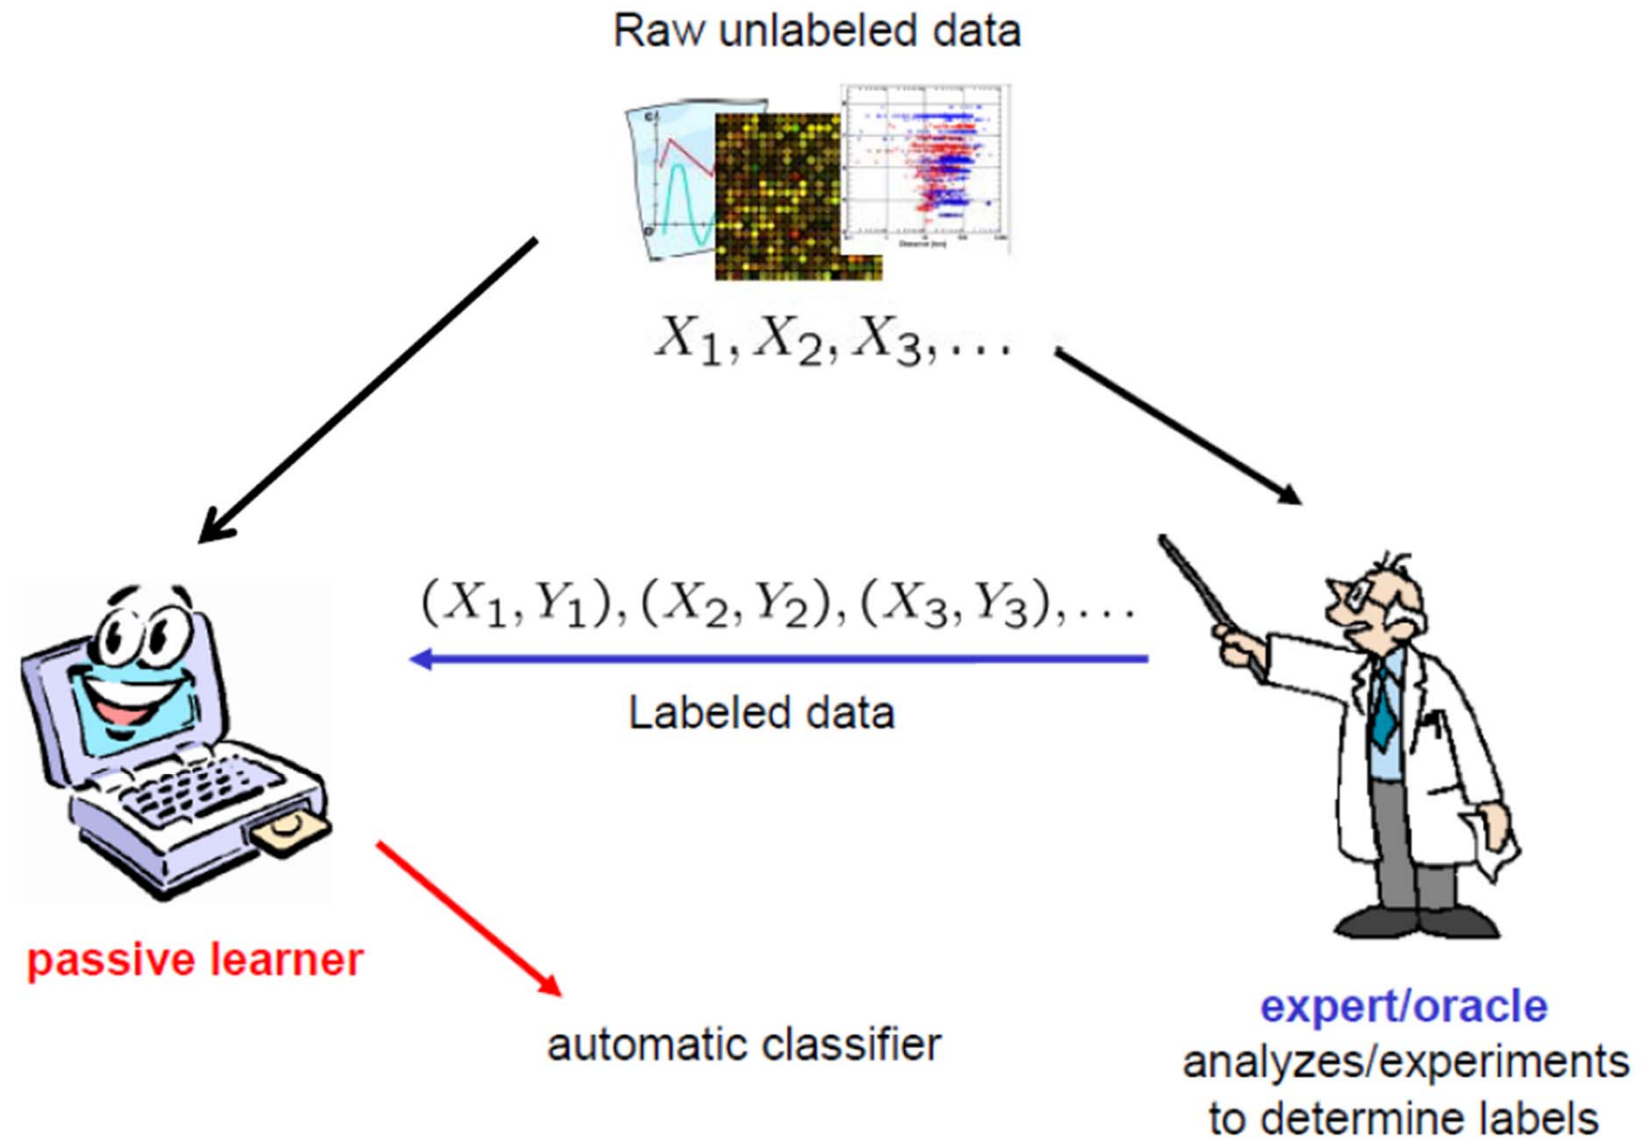 Raw unlabeled data
X₁, X₂, X₃, ...
(X₁, Y₁), (X₂, Y₂), (X₃, Y₃), ...
Labeled data
passive learner
automatic classifier
expert/oracle
analyzes/experiments
to determine labels